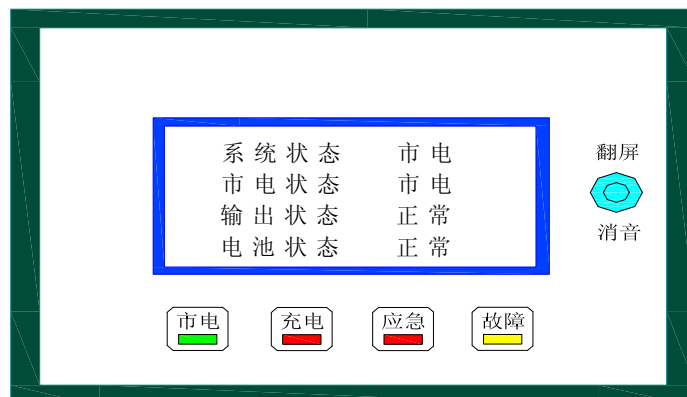 翻屏
系统状态 市电
市电状态 市电
输出状态 正常
电池状态 正常
消音
市电 充电 应急 故障